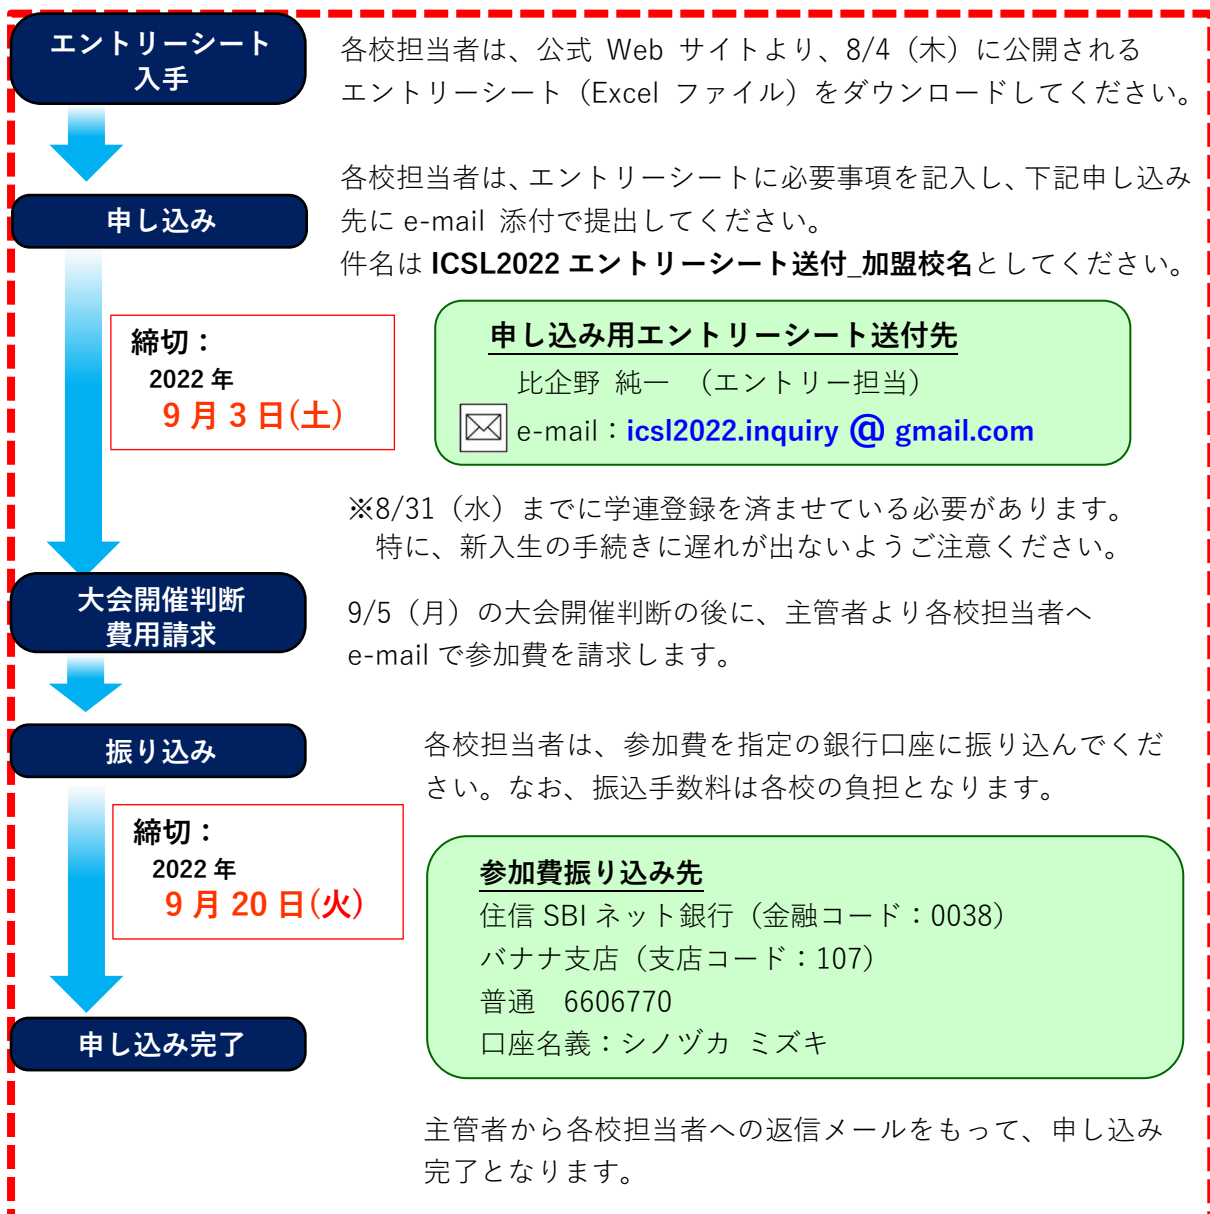 エントリーシート
入手
各校担当者は、公式 Web サイトより、8/4（木）に公開される
エントリーシート（Excel ファイル）をダウンロードしてください。
申し込み
各校担当者は、エントリーシートに必要事項を記入し、下記申し込み
先に e-mail 添付で提出してください。
件名は ICSL2022 エントリーシート送付_加盟校名としてください。
締切：
2022 年
9 月 3 日(土)
申し込み用エントリーシート送付先
比企野 純一 （エントリー担当）
e-mail：icsl2022.inquiry @ gmail.com
※8/31（水）までに学連登録を済ませている必要があります。
特に、新入生の手続きに遅れが出ないようご注意ください。
大会開催判断
費用請求
9/5（月）の大会開催判断の後に、主管者より各校担当者へ
e-mail で参加費を請求します。
振り込み
各校担当者は、参加費を指定の銀行口座に振り込んでくだ
さい。なお、振込手数料は各校の負担となります。
締切：
2022 年
9 月 20 日(火)
参加費振り込み先
住信 SBI ネット銀行（金融コード：0038）
バナナ支店（支店コード：107）
普通　6606770
口座名義：シノヅカ ミズキ
申し込み完了
主管者から各校担当者への返信メールをもって、申し込み
完了となります。